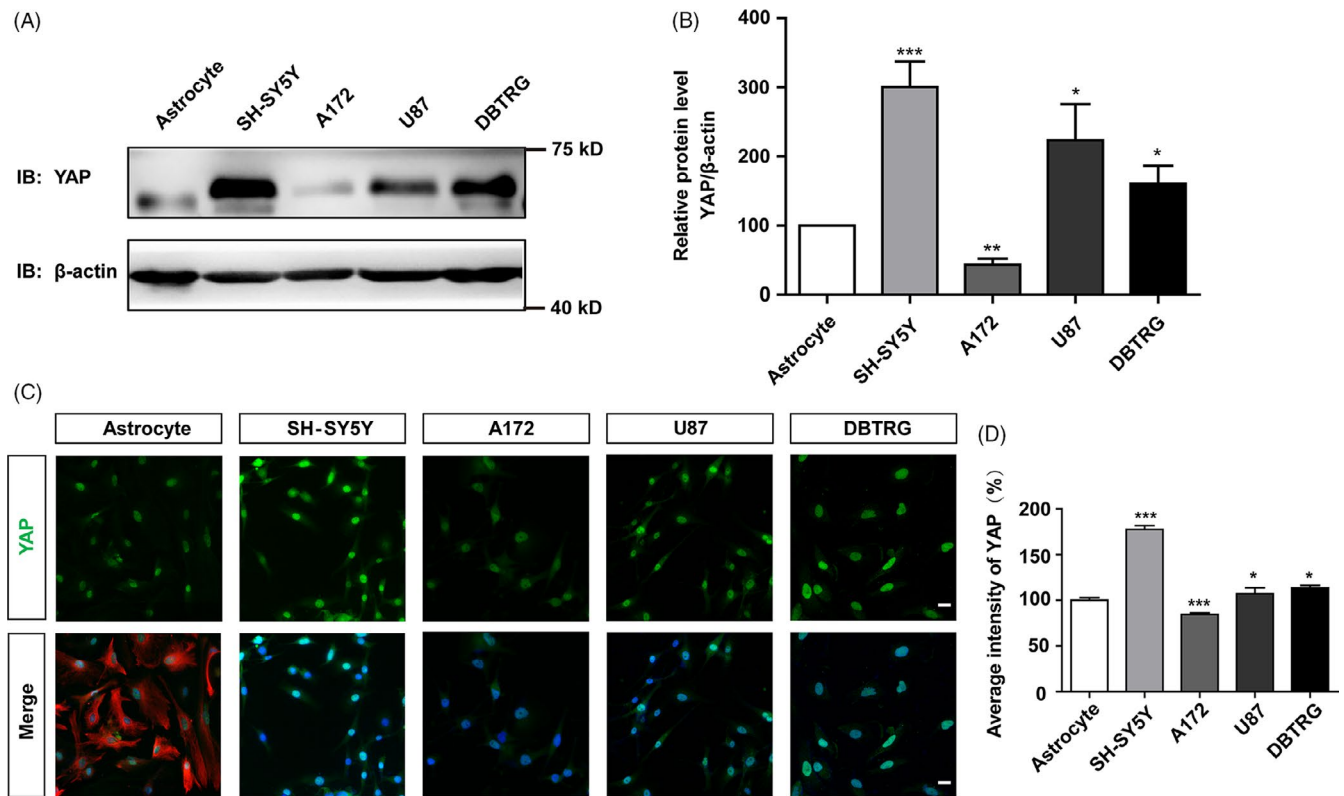 (A)
Astrocyte
SH-SY5Y
A172
U87
DBTRG
75 kD
IB: YAP
IB: β-actin
40 kD
(B)
Relative protein level
YAP/β-actin
400
300
200
100
0
***
**
*
*
Astrocyte
SH-SY5Y
A172
U87
DBTRG
(C)
Astrocyte
SH-SY5Y
A172
U87
DBTRG
YAP
Merge
(D)
Average intensity of YAP（%）
200
150
100
50
0
***
***
*
*
Astrocyte
SH-SY5Y
A172
U87
DBTRG